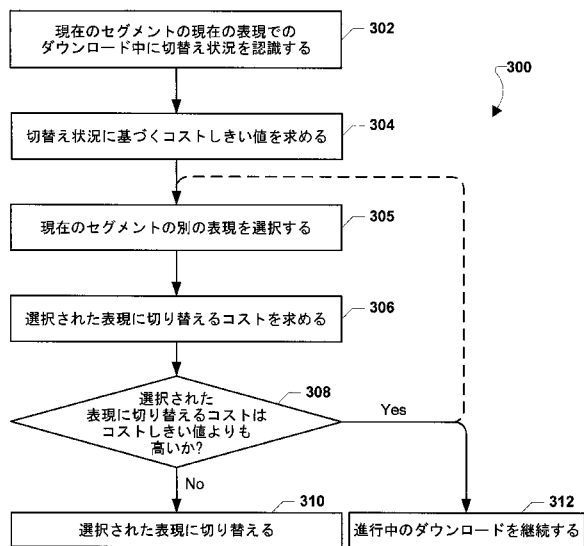 現在のセグメントの現在の表現での
ダウンロード中に切替え状況を認識する
302
300
切替え状況に基づくコストしきい値を求める
304
現在のセグメントの別の表現を選択する
305
選択された表現に切り替えるコストを求める
306
選択された
表現に切り替えるコストは
コストしきい値よりも
高いか?
308
Yes
No
310
選択された表現に切り替える
312
進行中のダウンロードを継続する